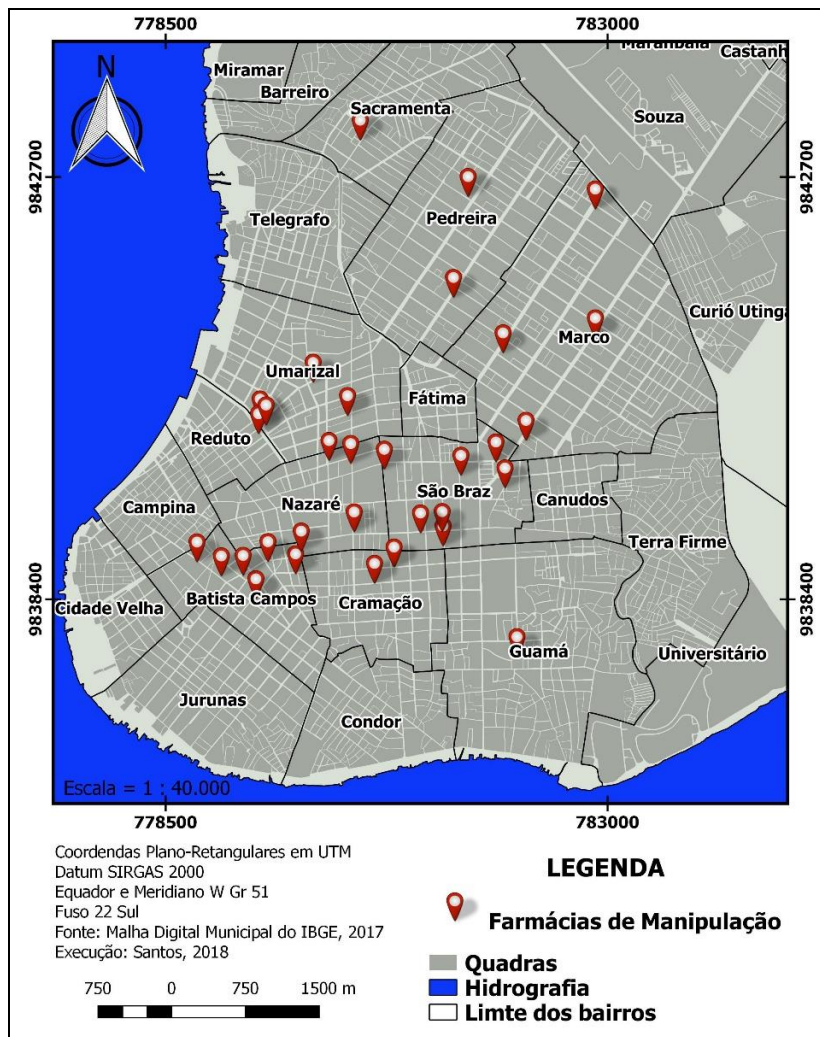 778500
783000
Miramar
Barreiro
Sacramenta
Souza
N
9842700
9842700
Telegrafo
Pedreira
Curió Utinga
Marco
Umarizal
Fátima
Reduto
Campina
Nazaré
São Braz
Canudos
Terra Firme
9838400
9838400
Cidade Velha
Batista Campos
Cramação
Guamá
Universitário
Jurunas
Condor
Escala = 1 : 40.000
778500
783000
Coordendas Plano-Retangulares em UTM
Datum SIRGAS 2000
Equador e Meridiano W Gr 51
Fuso 22 Sul
Fonte: Malha Digital Municipal do IBGE, 2017
Execução: Santos, 2018
750 0 750 1500 m
LEGENDA
Farmácias de Manipulação
Quadras
Hidrografia
Limte dos bairros